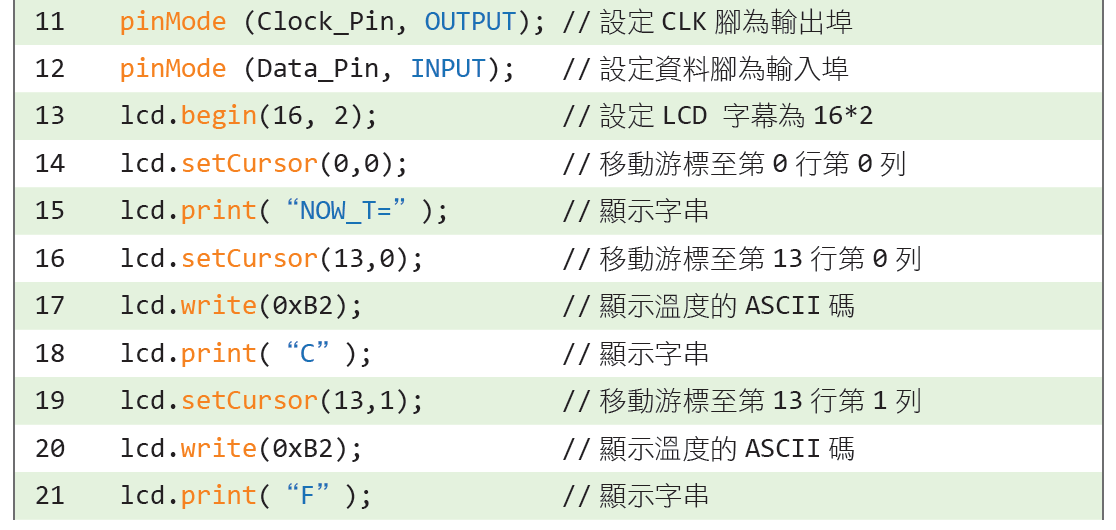 11 pinMode (Clock_Pin, OUTPUT); // 設定 CLK 腳為輸出埠
12 pinMode (Data_Pin, INPUT); // 設定資料腳為輸入埠
13 lcd.begin(16, 2); // 設定 LCD 字幕為 16*2
14 lcd.setCursor(0,0); // 移動游標至第 0 行第 0 列
15 lcd.print( “NOW_T=” ); // 顯示字串
16 lcd.setCursor(13,0); // 移動游標至第 13 行第 0 列
17 lcd.write(0xB2); // 顯示溫度的 ASCII 碼
18 lcd.print( “C” ); // 顯示字串
19 lcd.setCursor(13,1); // 移動游標至第 13 行第 1 列
20 lcd.write(0xB2); // 顯示溫度的 ASCII 碼
21 lcd.print( “F” ); // 顯示字串